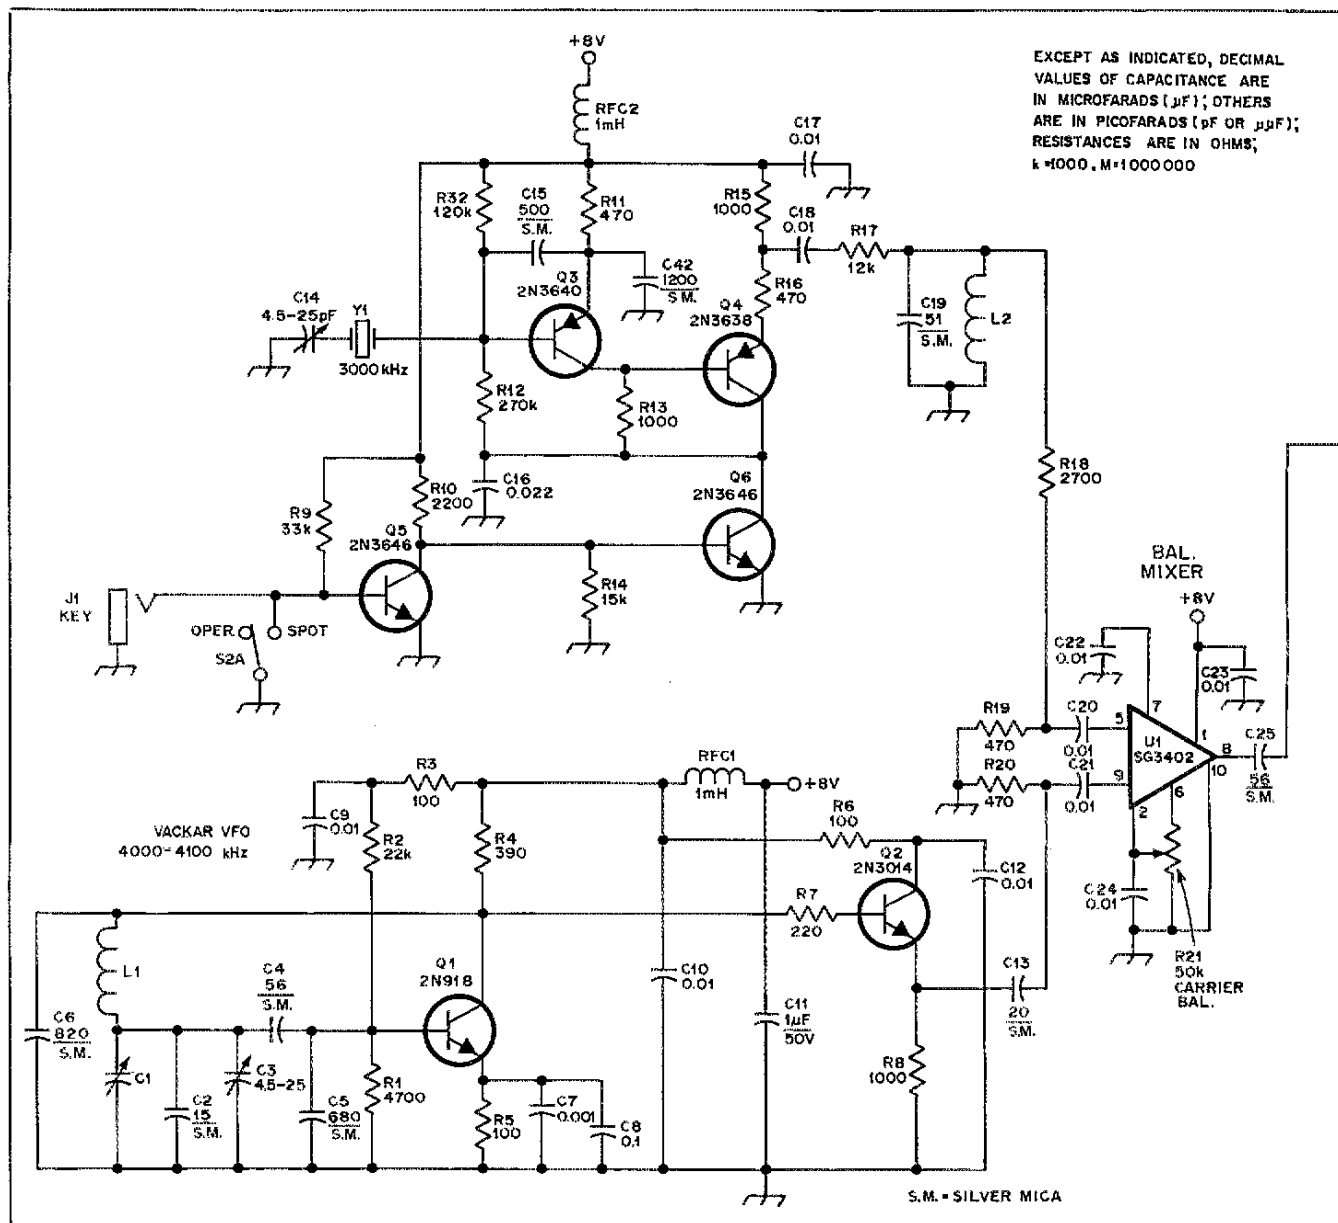 +8V
RFC2
1mH
EXCEPT AS INDICATED, DECIMAL
VALUES OF CAPACITANCE ARE
IN MICROFARADS (µF); OTHERS
ARE IN PICOFARADS (pF OR µµF);
RESISTANCES ARE IN OHMS;
k=1000, M=1000000
C17
0.01
R32
120k
C15
500
S.M.
R11
470
R15
1000
C18
0.01
R17
12k
C42
1200
S.M.
Q3
2N3640
R16
470
Q4
2N3638
C14
4.5-25pF
Y1
3000kHz
C19
51
S.M.
L2
R12
270k
R13
1000
R18
2700
C16
0.022
Q6
2N3646
R10
2200
R9
33k
Q5
2N3646
R14
15k
BAL.
MIXER
+8V
J1
KEY
OPER.
SPOT
S2A
C22
0.01
C23
0.01
R19
470
C20
0.01
5
7
1
U1
SG3402
8
10
C25
56
S.M.
R20
470
C21
0.01
9
6
2
R3
100
RFC1
1mH
+8V
C9
0.01
VACKAR VFO
4000-4100 kHz
R2
22k
R4
390
R6
100
Q2
2N3014
C12
0.01
C24
0.01
R7
220
R21
50k
CARRIER
BAL.
L1
C4
56
S.M.
Q1
2N918
C10
0.01
C13
20
S.M.
C11
1µF
50V
C6
820
S.M.
C1
C3
4.5-25
R1
4700
R8
1000
C2
15
S.M.
C5
680
S.M.
R5
100
C7
0.001
C8
0.1
S.M. = SILVER MICA